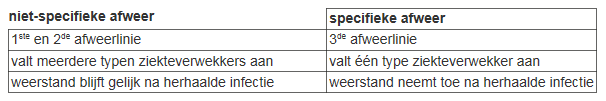 niet-specifieke afweer specifieke afweer
1ste en 2de afweerlinie 3de afweerlinie
valt meerdere typen ziekteverwekkers aan valt één type ziekteverwekker aan
weerstand blijft gelijk na herhaalde infectie weerstand neemt toe na herhaalde infectie